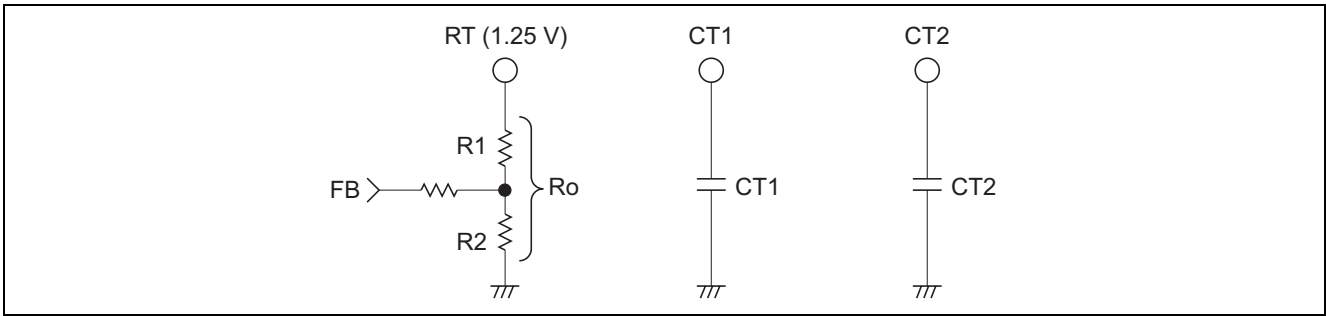 RT (1.25 V)
CT1
CT2
R1
FB
Ro
CT1
CT2
R2